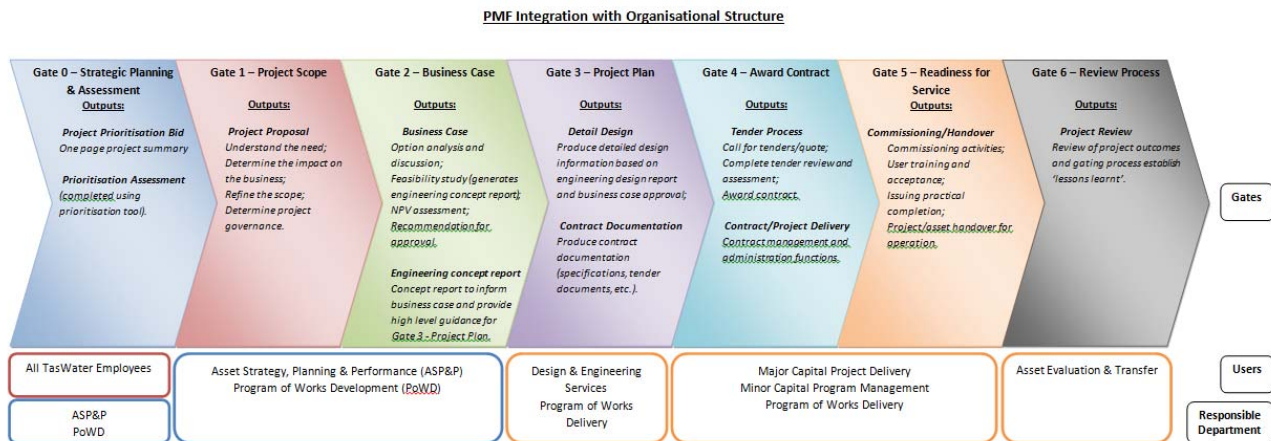 PMF Integration with Organisational Structure
Gate 0 – Strategic Planning
& Assessment
Outputs:
Project Prioritisation Bid
One page project summary
Prioritisation Assessment
(completed using
prioritisation tool).
Gate 1 – Project Scope
Outputs:
Project Proposal
Understand the need;
Determine the impact on
the business;
Refine the scope;
Determine project
governance.
Gate 2 – Business Case
Outputs:
Business Case
Option analysis and
discussion;
Feasibility study (generates
engineering concept report);
NPV assessment;
Recommendation for
approval.
Engineering concept report
Concept report to inform
business case and provide
high level guidance for
Gate 3 - Project Plan.
Gate 3 – Project Plan
Outputs:
Detail Design
Produce detailed design
information based on
engineering design report
and business case approval;
Contract Documentation
Produce contract
documentation
(specifications, tender
documents, etc.).
Gate 4 – Award Contract
Outputs:
Tender Process
Call for tenders/quote;
Complete tender review and
assessment;
Award contract.
Contract/Project Delivery
Contract management and
administration functions.
Gate 5 – Readiness for
Service
Outputs:
Commissioning/Handover
Commissioning activities;
User training and
acceptance;
Issuing practical
completion;
Project/asset handover for
operation.
Gate 6 – Review Process
Outputs:
Project Review
Review of project outcomes
and gating process establish
'lessons learnt'.
Gates
All TasWater Employees
ASP&P
PoWD
Asset Strategy, Planning & Performance (ASP&P)
Program of Works Development (PoWD)
Design & Engineering
Services
Program of Works
Delivery
Major Capital Project Delivery
Minor Capital Program Management
Program of Works Delivery
Asset Evaluation & Transfer
Users
Responsible
Department